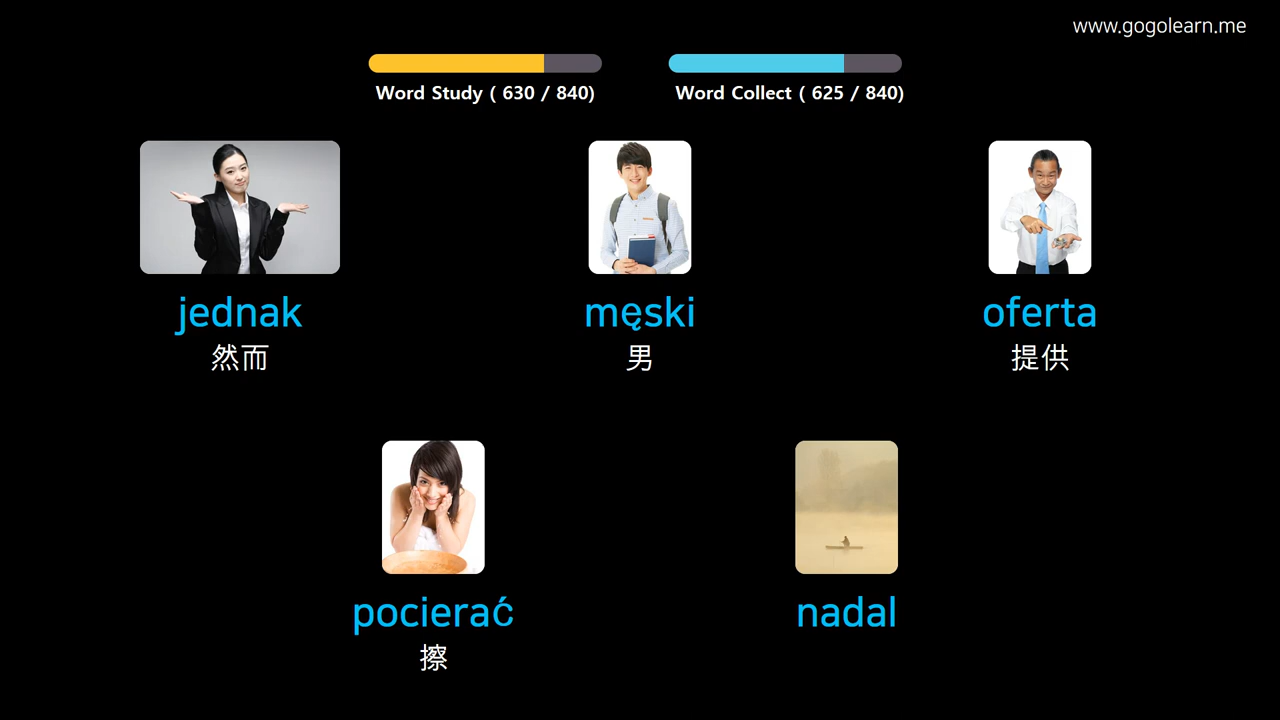 www.gogolearn.me
Word Study ( 630 / 840)
Word Collect ( 625 / 840)
jednak
然而
męski
男
oferta
提供
pocierać
擦
nadal